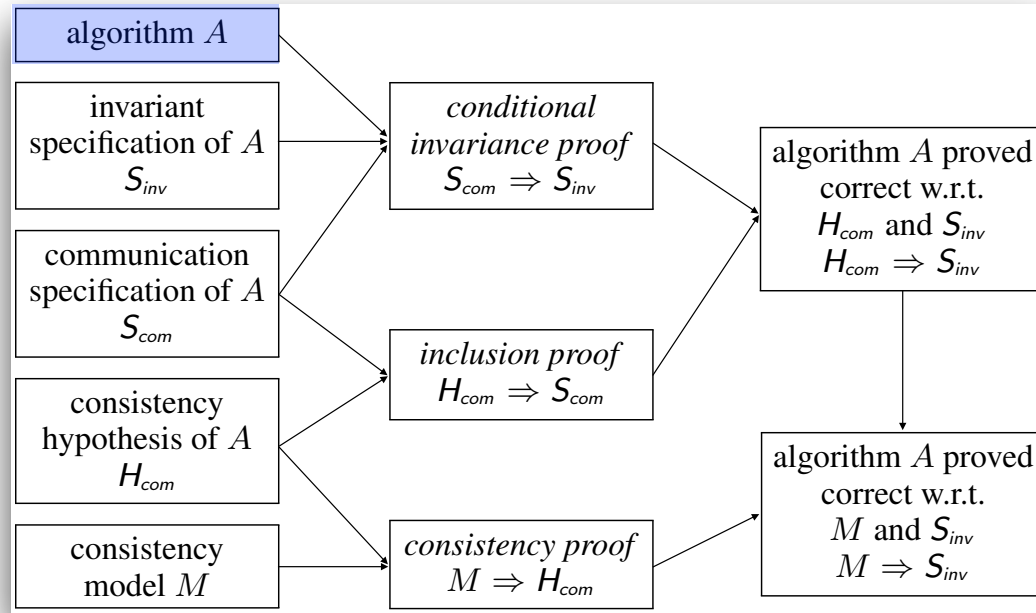 algorithm A
invariant
specification of A
S_inv
communication
specification of A
S_com
consistency
hypothesis of A
H_com
consistency
model M
conditional
invariance proof
S_com ⇒ S_inv
inclusion proof
H_com ⇒ S_com
consistency proof
M ⇒ H_com
algorithm A proved
correct w.r.t.
H_com and S_inv
H_com ⇒ S_inv
algorithm A proved
correct w.r.t.
M and S_inv
M ⇒ S_inv